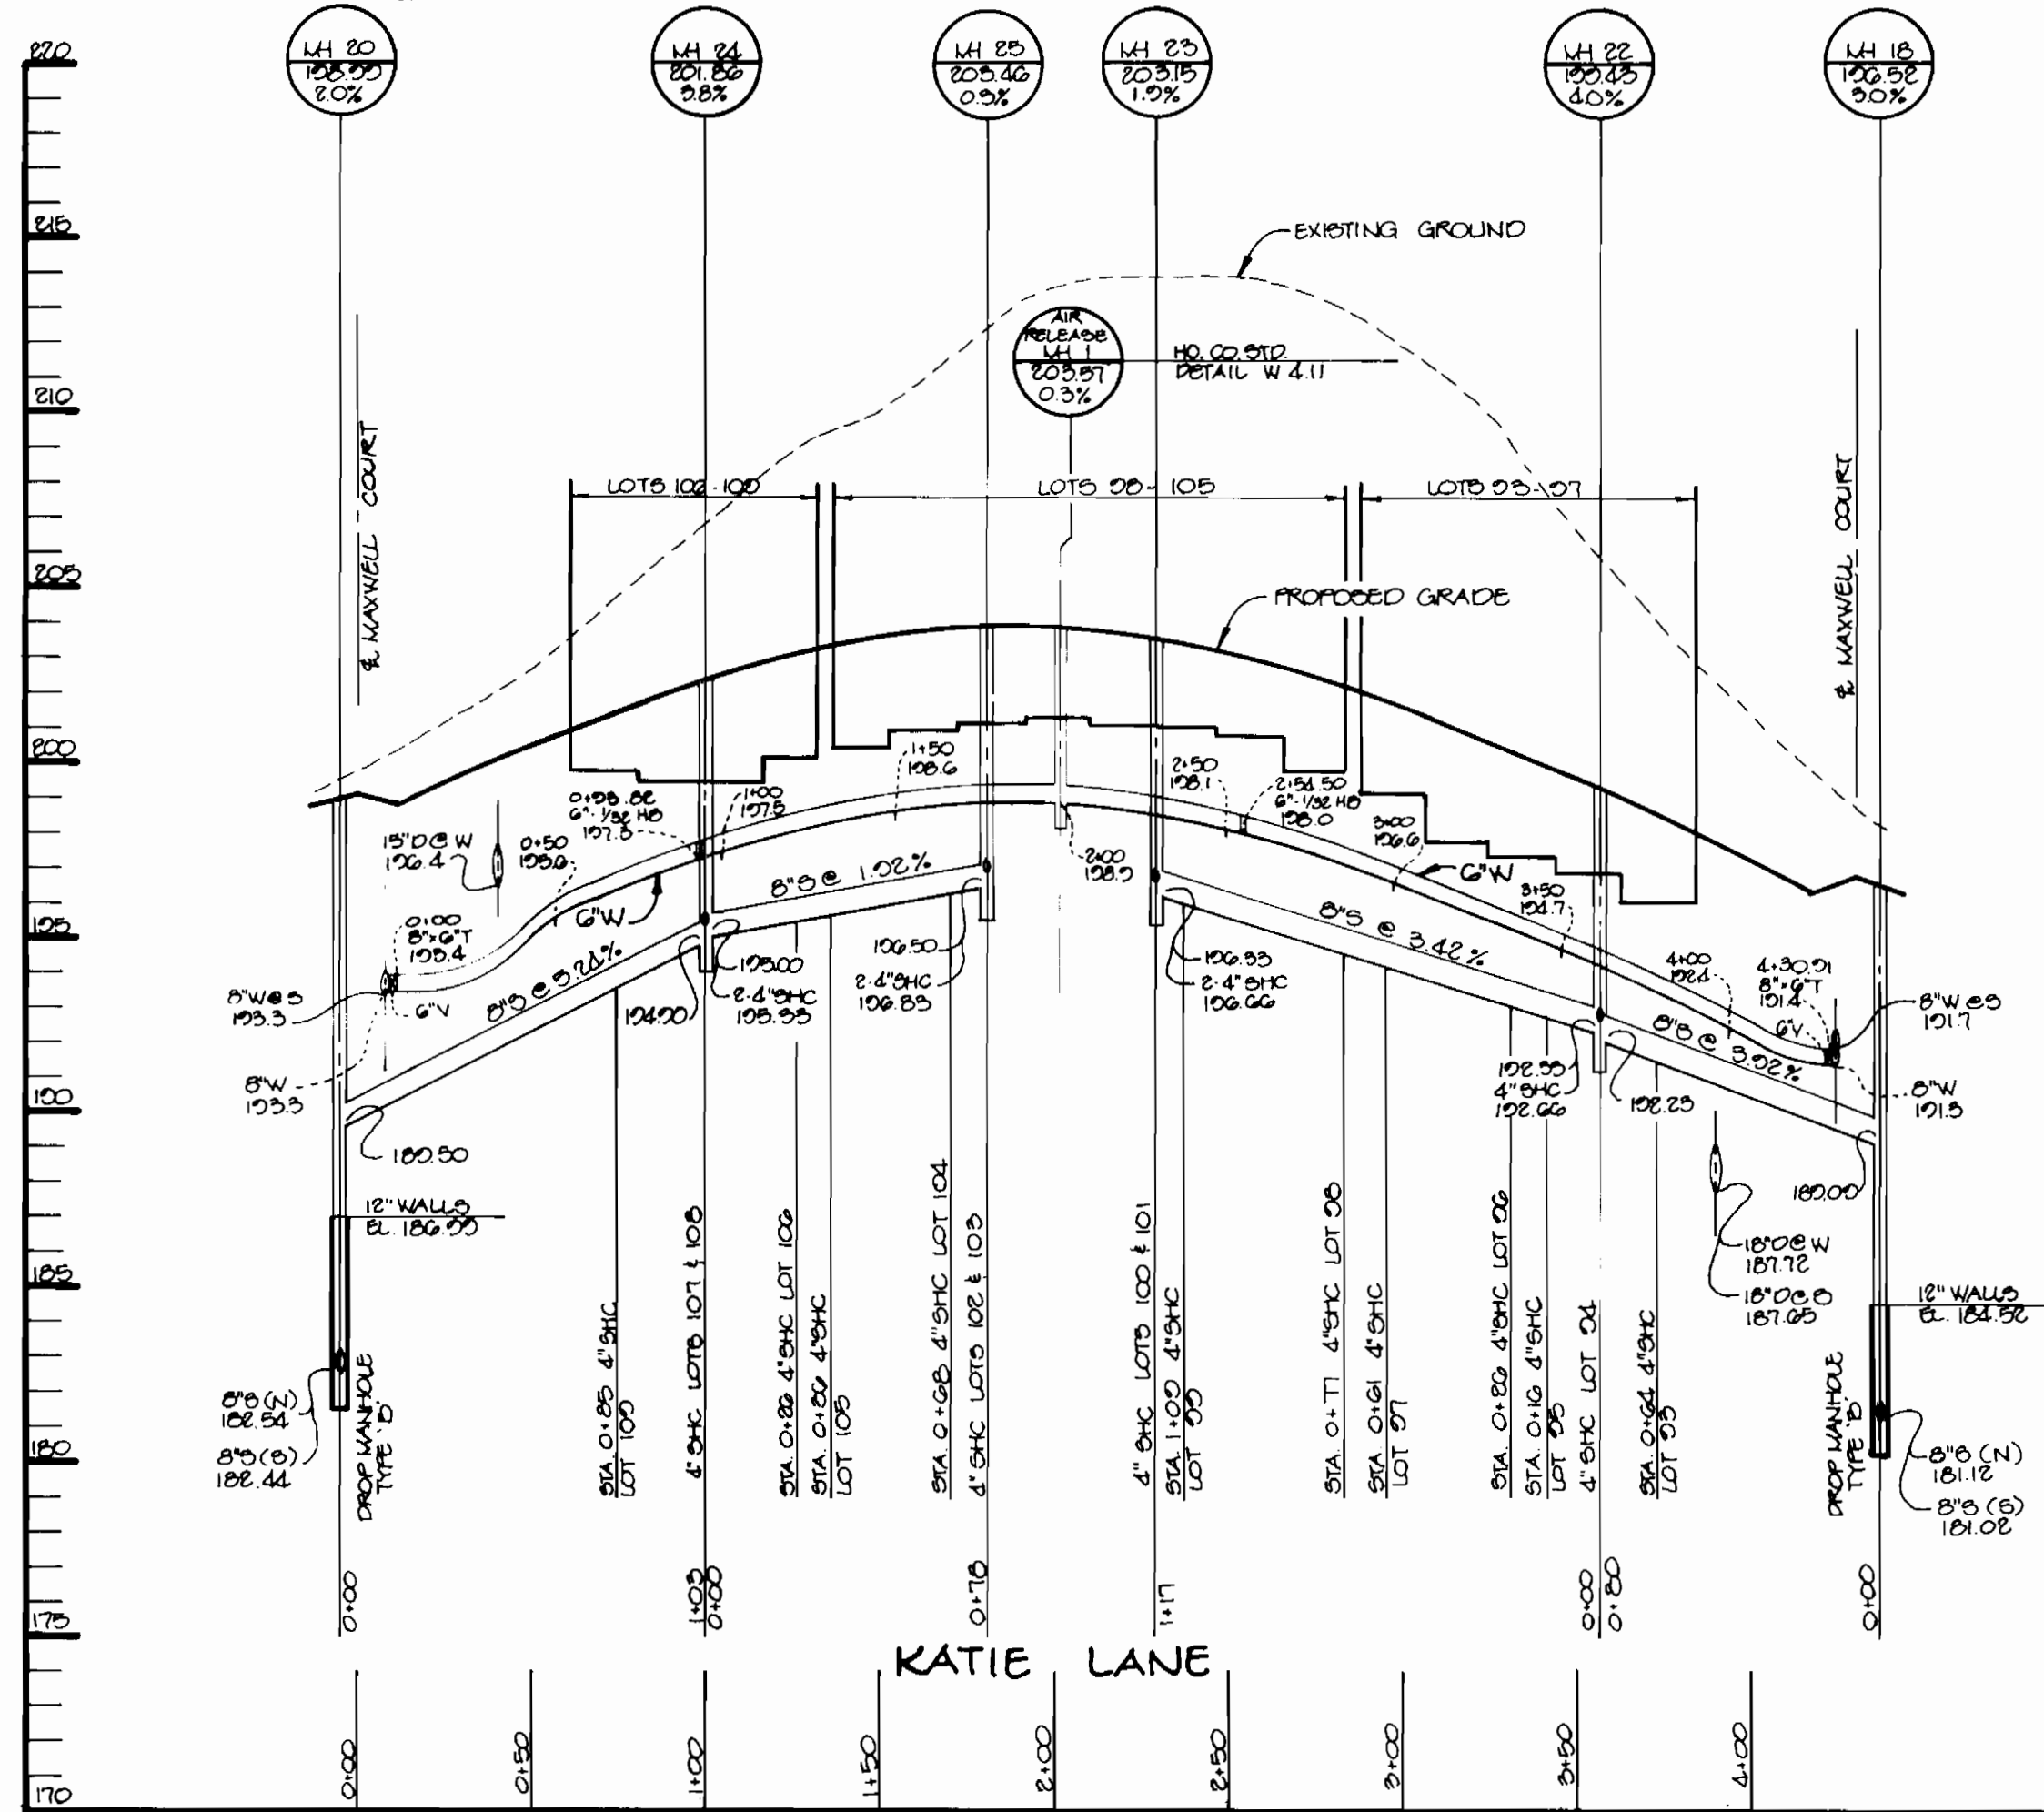 220
215
210
205
200
195
190
185
180
175
170
MH 20
198.99
2.0%
MH 24
201.86
3.8%
MH 25
203.46
0.3%
MH 23
203.15
1.9%
MH 22
199.43
4.0%
MH 18
196.52
3.0%
EXISTING GROUND
AIR
RELEASE
MH 1
203.57
0.3%
HO. CO. STD.
DETAIL W 4.11
℄ MAXWELL COURT
℄ MAXWELL COURT
LOTS 106-109
LOTS 98-105
LOTS 93-97
PROPOSED GRADE
15"D@W
196.4
0+50
195.6
0+98.82
6"-1/32 HB
197.3
1+00
197.5
1+50
198.6
2+00
198.9
2+50
198.1
2+54.50
6"-1/32 HB
198.0
3+00
196.6
3+50
194.7
4+00
192.4
4+30.91
8"x6"T
191.4
6"V
8"W@S
191.7
8"W
191.3
0+00
8"x6"T
193.4
6"V
8"W@S
193.3
8"W
193.3
6"W
6"W
8"S @ 5.24%
8"S @ 1.92%
8"S @ 3.42%
8"S @ 3.92%
189.50
194.90
195.00
2-4"SHC
195.33
196.50
2-4"SHC
196.83
196.33
2-4"SHC
196.66
192.33
4"SHC
192.66
192.23
189.09
12" WALLS
EL. 186.99
12" WALLS
EL. 184.52
18"D@W
187.72
18"D@S
187.65
8"S (N)
182.54
8"S (S)
182.44
DROP MANHOLE
TYPE 'B'
8"S (N)
181.12
8"S (S)
181.02
DROP MANHOLE
TYPE 'B'
STA. 0+85 4"SHC
LOT 109
4" SHC LOTS 107 & 108
STA. 0+26 4"SHC LOT 106
STA. 0+36 4"SHC
LOT 105
STA. 0+68 4"SHC LOT 104
4" SHC LOTS 102 & 103
4" SHC LOTS 100 & 101
STA. 1+09 4"SHC
LOT 99
STA. 0+77 4"SHC LOT 98
STA. 0+61 4"SHC
LOT 97
STA. 0+26 4"SHC LOT 96
STA. 0+16 4"SHC
LOT 95
4" SHC LOT 94
STA. 0+64 4"SHC
LOT 93
0+00
1+03
0+00
0+78
1+17
0+00
0+80
0+00
KATIE LANE
0+00
0+50
1+00
1+50
2+00
2+50
3+00
3+50
4+00